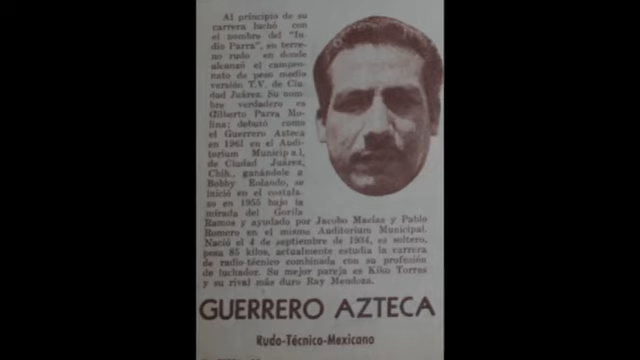 Al principio de su
carrera luchó con
el nombre del "In-
dio Parra", en terre-
no rudo en donde
alcanzó el campeo-
nato de peso medio
versión T.V. de Ciu-
dad Juárez. Su nom-
bre verdadero es
Gilberto Parra Mo-
lina; debutó como
el Guerrero Azteca
en 1961 en el Audi-
torium Municipal,
de Ciudad Juárez,
Chih., ganándole a
Bobby Rolando, se
inició en el costala-
zo en 1955 bajo la
mirada del Gorila
Ramos y ayudado por Jacobo Macías y Pablo
Romero en el mismo Auditorium Municipal.
Nació el 4 de septiembre de 1934, es soltero,
pesa 85 kilos, actualmente estudia la carrera
de radio-técnico combinada con su profesión
de luchador. Su mejor pareja es Kiko Torres
y su rival más duro Ray Mendoza.
GUERRERO AZTECA
Rudo-Técnico-Mexicano